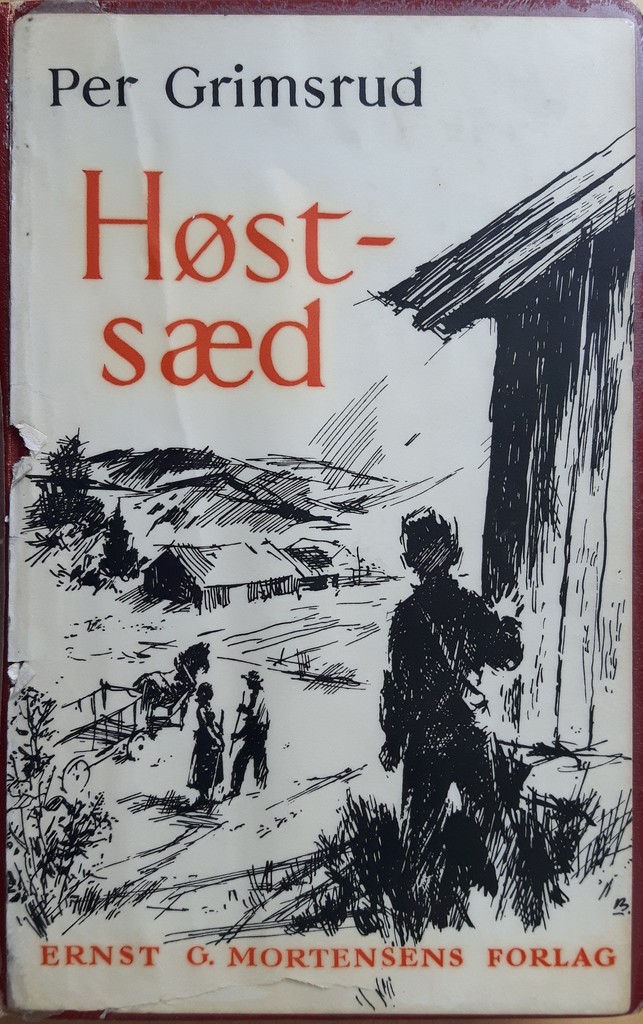 Per Grimsrud
Høst-
sæd
ERNST G. MORTENSENS FORLAG